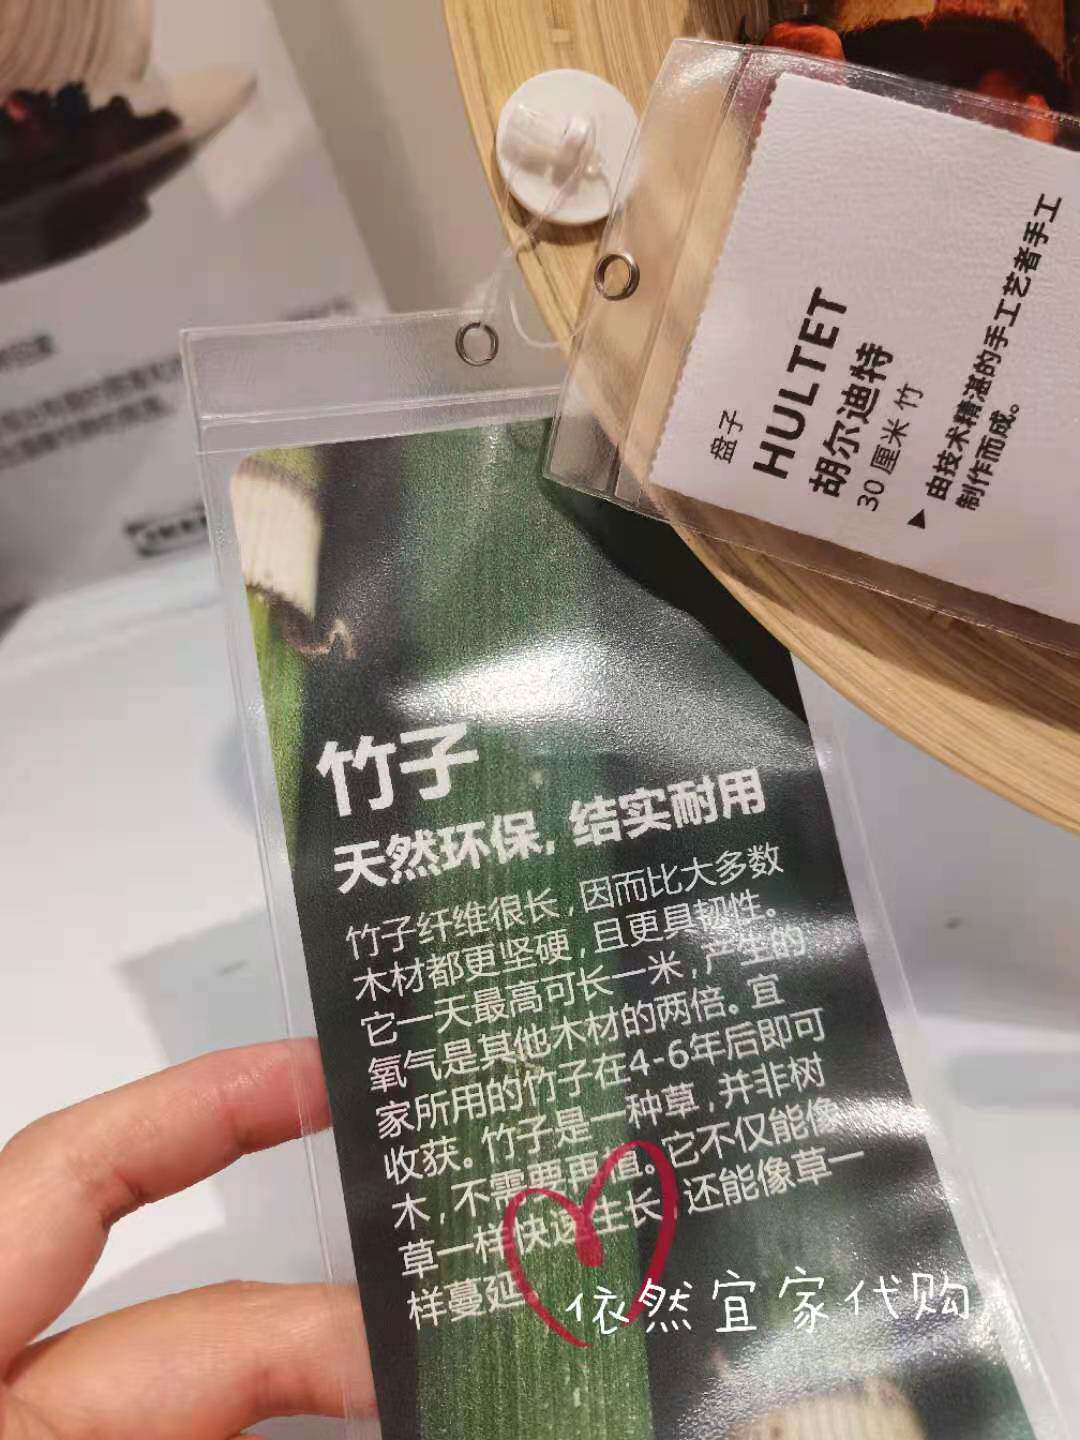 盘子
HULTET
胡尔迪特
30 厘米 竹
▶ 由技术精湛的手工艺者手工
制作而成。
竹子
天然环保, 结实耐用
竹子纤维很长, 因而比大多数
木材都更坚硬, 且更具韧性。
它一天最高可长一米, 产生的
氧气是其他木材的两倍。宜
家所用的竹子在4-6年后即可
收获。竹子是一种草, 并非树
木, 不需要再植。它不仅能像
草一样快速生长, 还能像草一
样蔓延
依然宜家代购